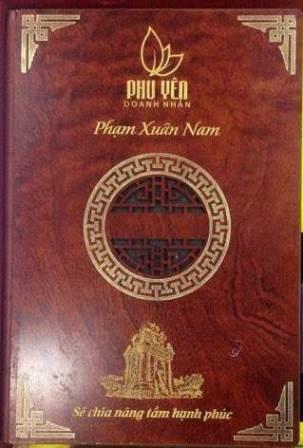 PHÚ YÊN
DOANH NHÂN
Phạm Xuân Nam
Sẻ chia nâng tầm hạnh phúc